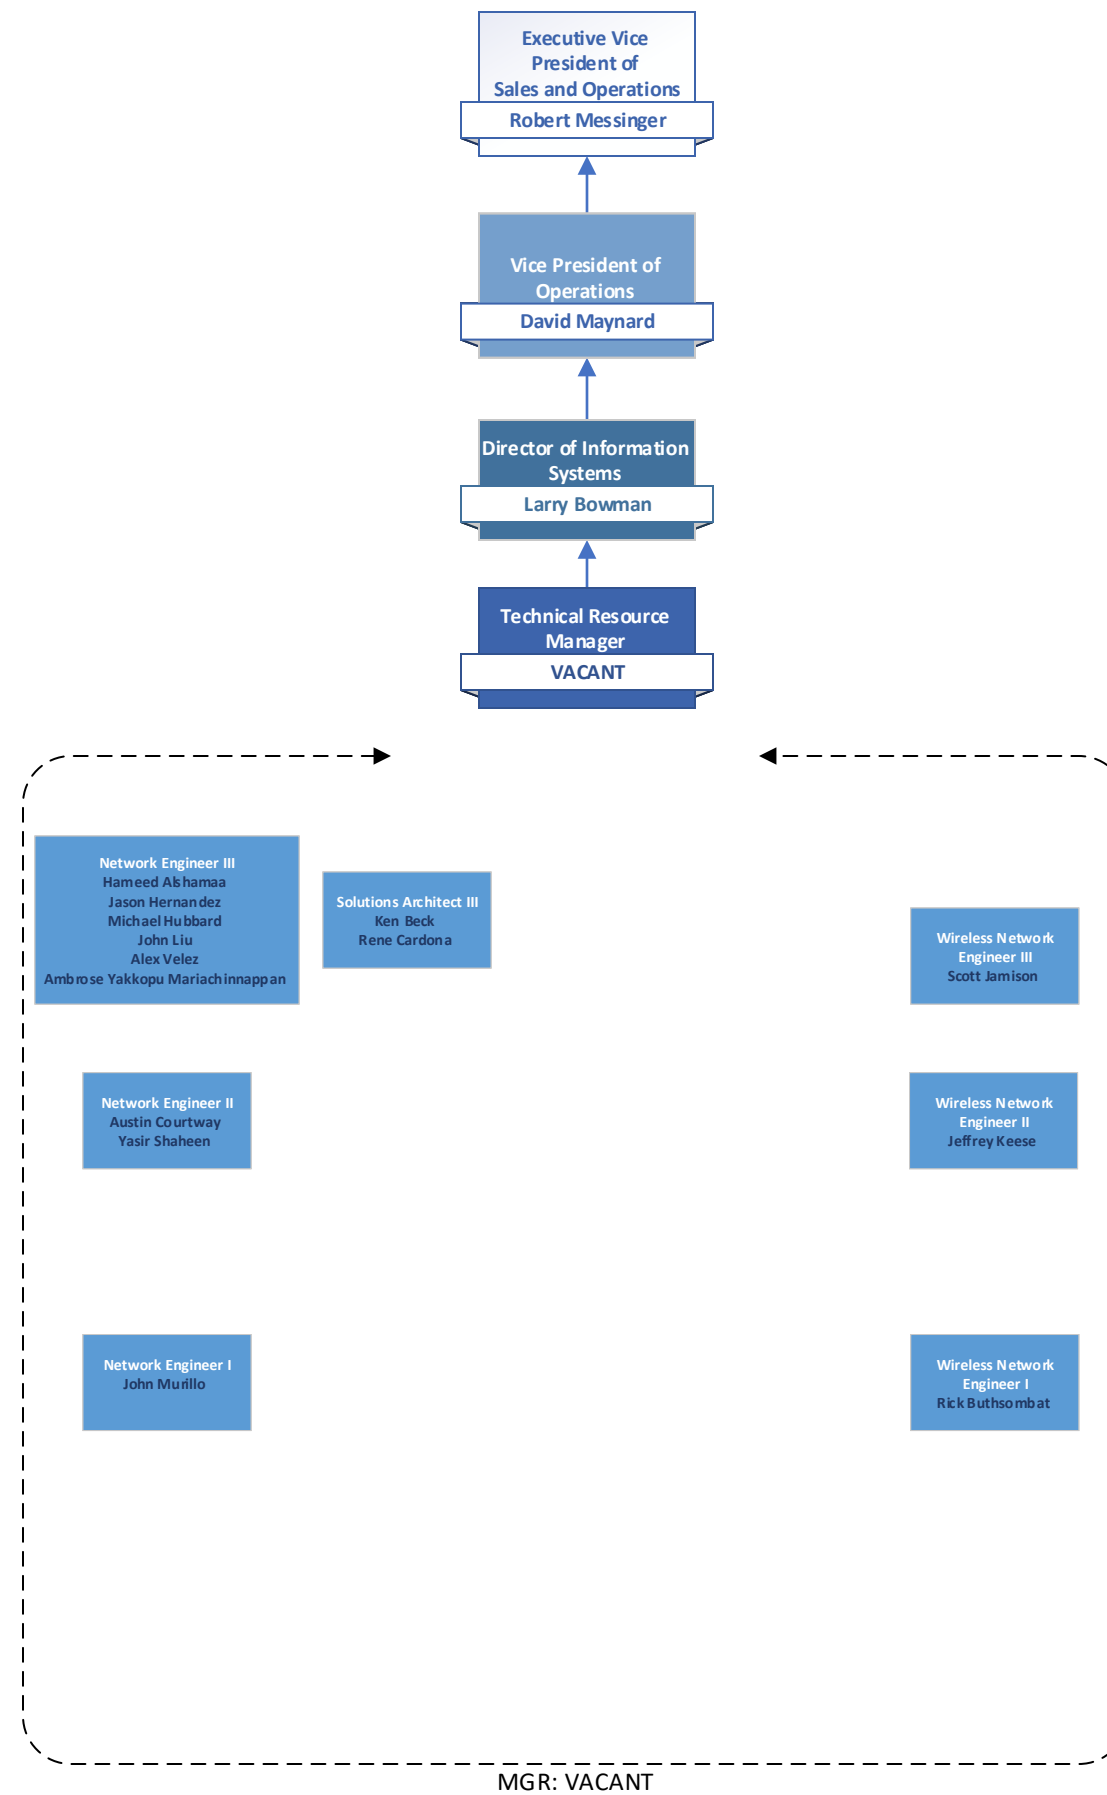 Executive Vice
President of
Sales and Operations
Robert Messinger
Vice President of
Operations
David Maynard
Director of Information
Systems
Larry Bowman
Technical Resource
Manager
VACANT
Network Engineer III
Hameed Alshamaa
Jason Hernandez
Michael Hubbard
John Liu
Alex Velez
Ambrose Yakkopu Mariachinnappan
Solutions Architect III
Ken Beck
Rene Cardona
Wireless Network
Engineer III
Scott Jamison
Network Engineer II
Austin Courtway
Yasir Shaheen
Wireless Network
Engineer II
Jeffrey Keese
Network Engineer I
John Murillo
Wireless Network
Engineer I
Rick Buthsombat
MGR: VACANT